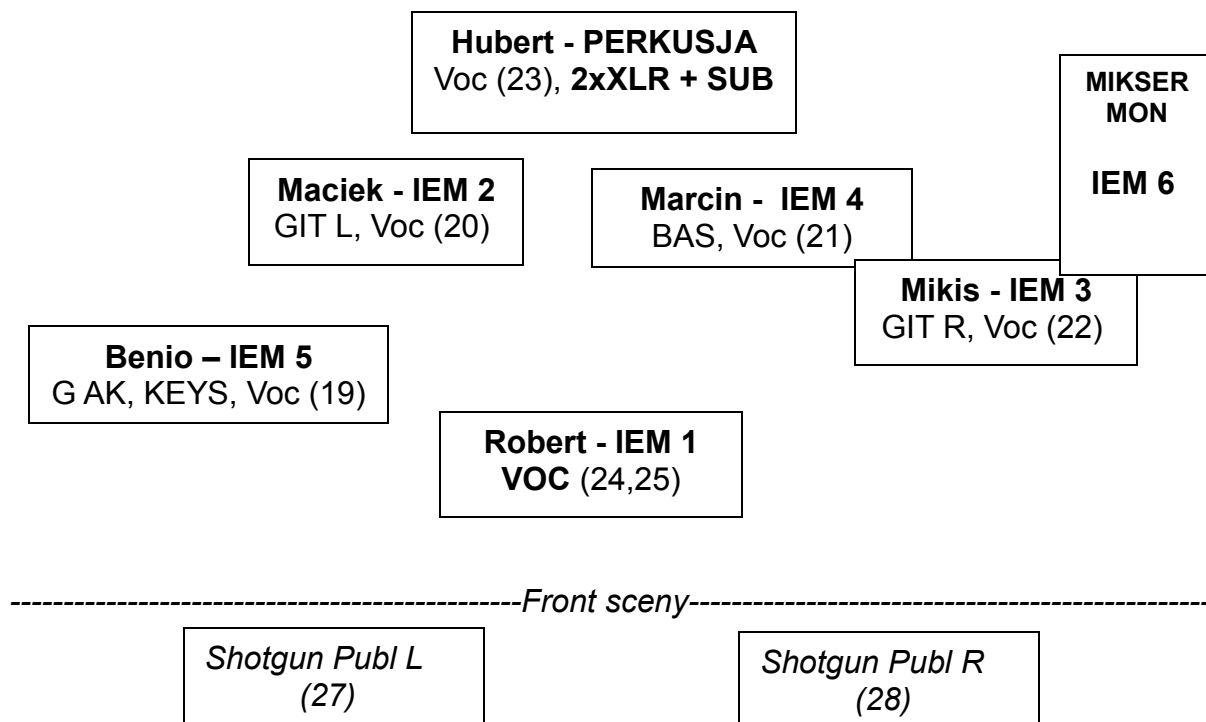 Hubert - PERKUSJA
Voc (23), 2xXLR + SUB
MIKSER
MON
IEM 6
Maciek - IEM 2
GIT L, Voc (20)
Marcin - IEM 4
BAS, Voc (21)
Mikis - IEM 3
GIT R, Voc (22)
Benio – IEM 5
G AK, KEYS, Voc (19)
Robert - IEM 1
VOC (24,25)
Front sceny
Shotgun Publ L
(27)
Shotgun Publ R
(28)